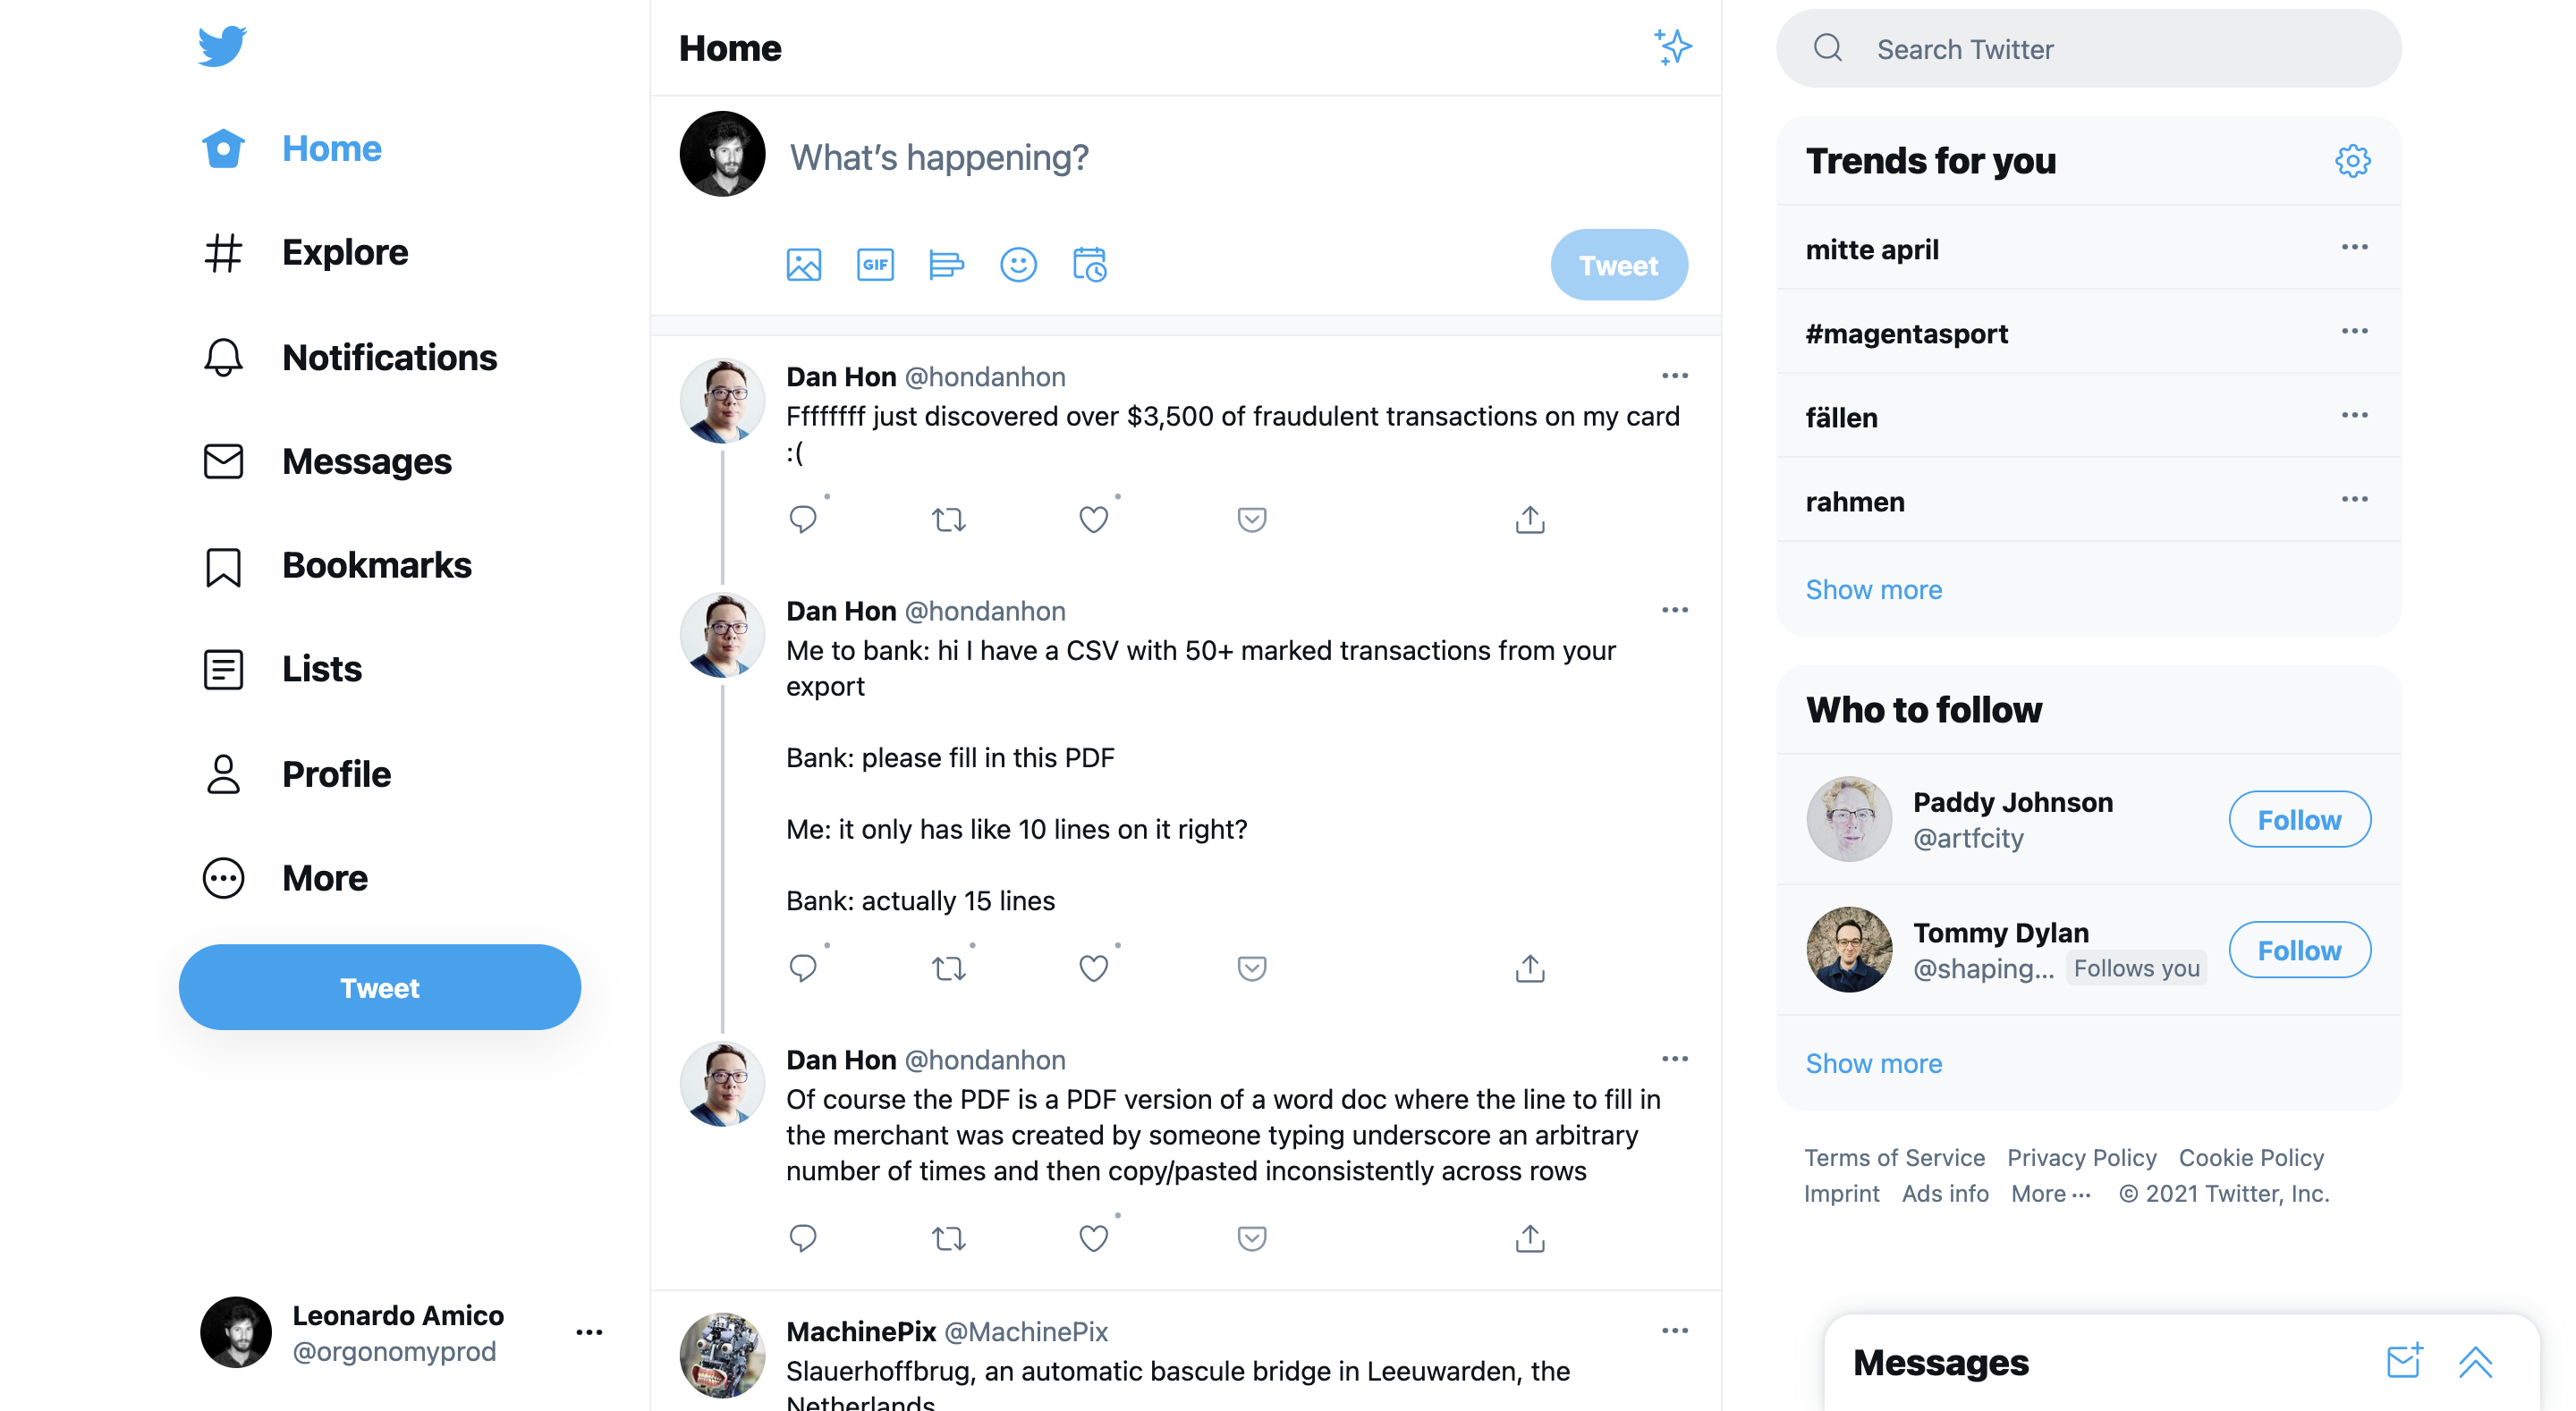 Home
Explore
Notifications
Messages
Bookmarks
Lists
Profile
More
Tweet
Leonardo Amico
@orgonomyprod
Home
What's happening?
GIF
Tweet
Dan Hon @hondanhon
Ffffffff just discovered over $3,500 of fraudulent transactions on my card
:(
Dan Hon @hondanhon
Me to bank: hi I have a CSV with 50+ marked transactions from your
export
Bank: please fill in this PDF
Me: it only has like 10 lines on it right?
Bank: actually 15 lines
Dan Hon @hondanhon
Of course the PDF is a PDF version of a word doc where the line to fill in
the merchant was created by someone typing underscore an arbitrary
number of times and then copy/pasted inconsistently across rows
MachinePix @MachinePix
Slauerhoffbrug, an automatic bascule bridge in Leeuwarden, the
Netherlands
Search Twitter
Trends for you
mitte april
#magentasport
fällen
rahmen
Show more
Who to follow
Paddy Johnson
@artfcity
Follow
Tommy Dylan
@shaping... Follows you
Follow
Show more
Terms of Service Privacy Policy Cookie Policy
Imprint Ads info More ··· © 2021 Twitter, Inc.
Messages